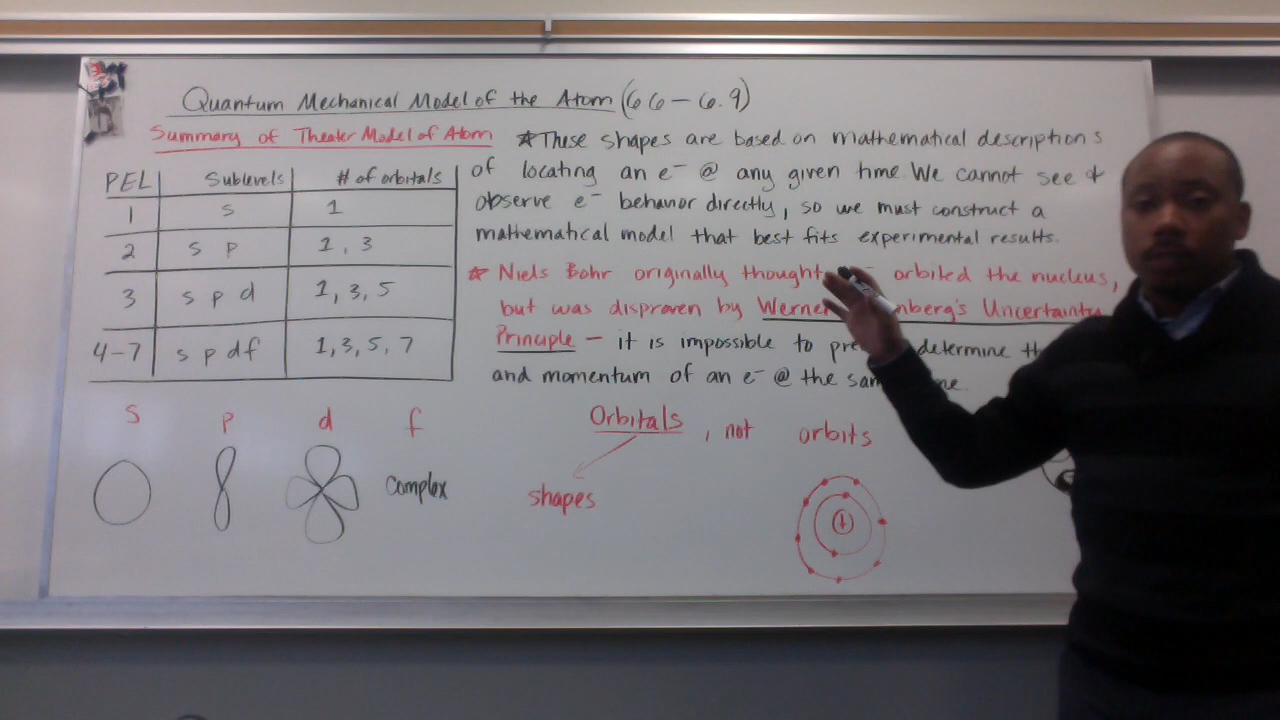 Quantum Mechanical Model of the Atom (6.6 - 6.9)
Summary of Theater Model of Atom
PEL Sublevels # of orbitals
1 s 1
2 s p 1, 3
3 s p d 1, 3, 5
4-7 s p d f 1, 3, 5, 7
*These shapes are based on mathematical descriptions
of locating an e⁻ @ any given time. We cannot see +
observe e⁻ behavior directly, so we must construct a
mathematical model that best fits experimental results.
* Niels Bohr originally thought orbited the nucleus,
but was disproven by Werner nberg's Uncertainty
Principle - it is impossible to determine
and momentum of an e⁻ @ the
s p d f
complex
Orbitals, not orbits
shapes